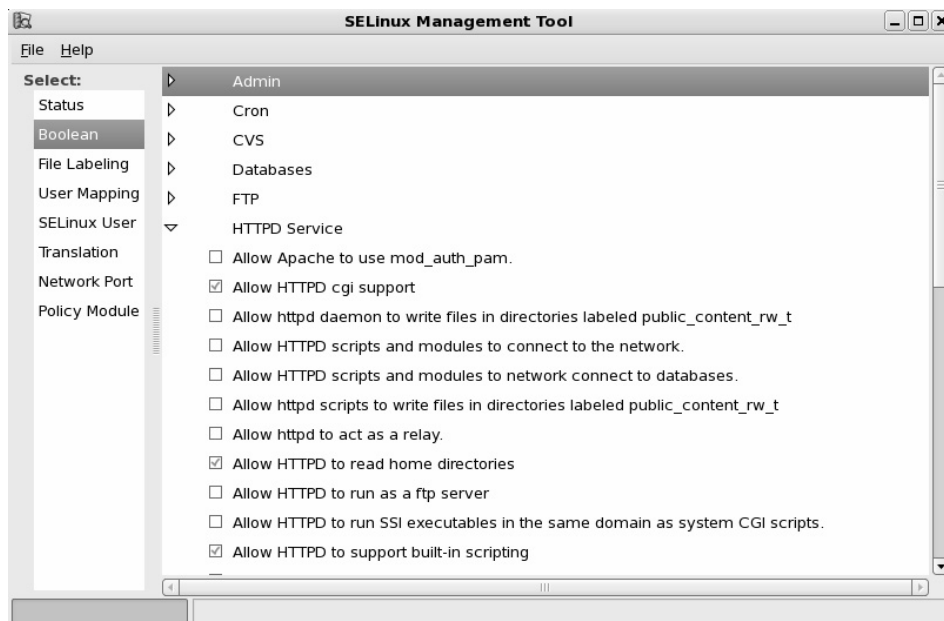 SELinux Management Tool
File Help
Select:
Status
Boolean
File Labeling
User Mapping
SELinux User
Translation
Network Port
Policy Module
Admin
Cron
CVS
Databases
FTP
HTTPD Service
Allow Apache to use mod_auth_pam.
Allow HTTPD cgi support
Allow httpd daemon to write files in directories labeled public_content_rw_t
Allow HTTPD scripts and modules to connect to the network.
Allow HTTPD scripts and modules to network connect to databases.
Allow httpd scripts to write files in directories labeled public_content_rw_t
Allow httpd to act as a relay.
Allow HTTPD to read home directories
Allow HTTPD to run as a ftp server
Allow HTTPD to run SSI executables in the same domain as system CGI scripts.
Allow HTTPD to support built-in scripting